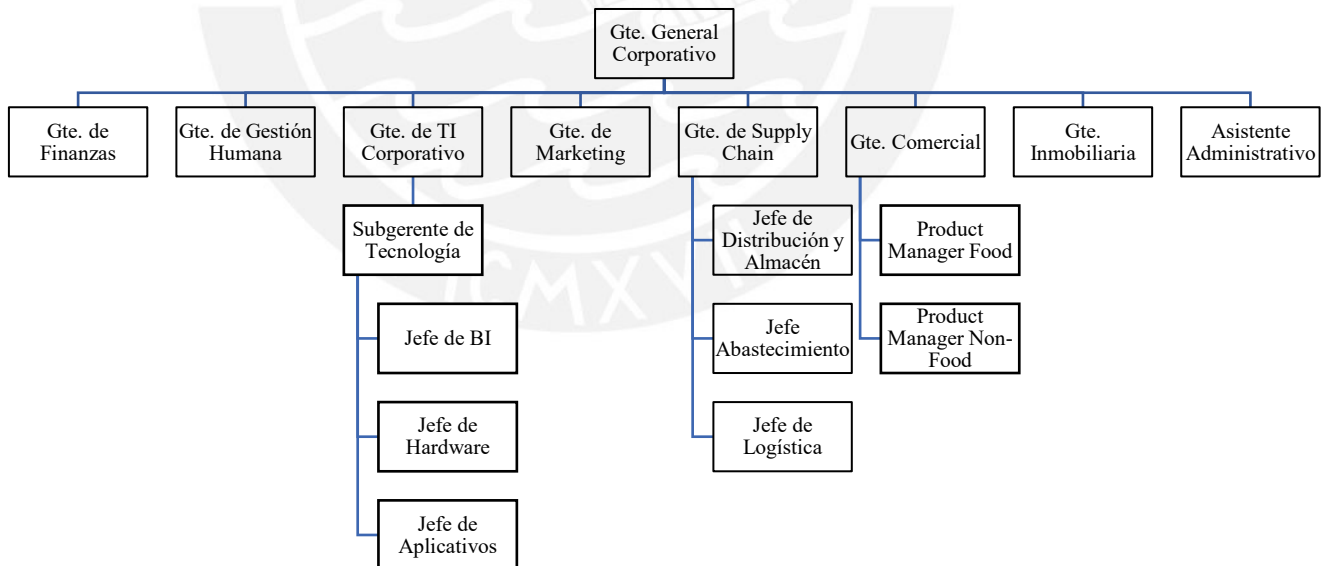 Gte. General
Corporativo
Gte. de
Finanzas
Gte. de Gestión
Humana
Gte. de TI
Corporativo
Gte. de
Marketing
Gte. de Supply
Chain
Gte. Comercial
Gte.
Inmobiliaria
Asistente
Administrativo
Subgerente de
Tecnología
Jefe de BI
Jefe de
Hardware
Jefe de
Aplicativos
Jefe de
Distribución y
Almacén
Jefe
Abastecimiento
Jefe de
Logística
Product
Manager Food
Product
Manager Non-
Food